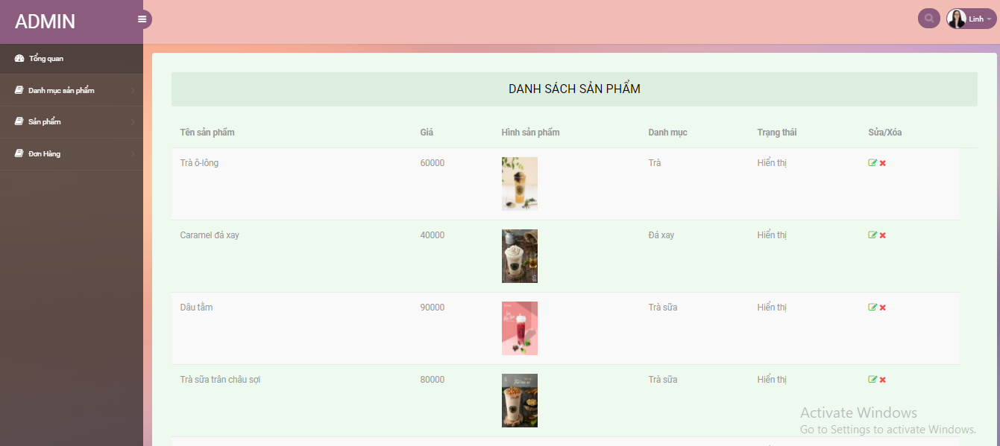 ADMIN
Linh
Tổng quan
Danh mục sản phẩm
Sản phẩm
Đơn Hàng
DANH SÁCH SẢN PHẨM
Tên sản phẩm Giá Hình sản phẩm Danh mục Trạng thái Sửa/Xóa
Trà ô-lông 60000 Trà Hiển thị
Caramel đá xay 40000 Đá xay Hiển thị
Dâu tằm 90000 Trà sữa Hiển thị
Trà sữa trân châu sợi 80000 Trà sữa Hiển thị
Activate Windows
Go to Settings to activate Windows.